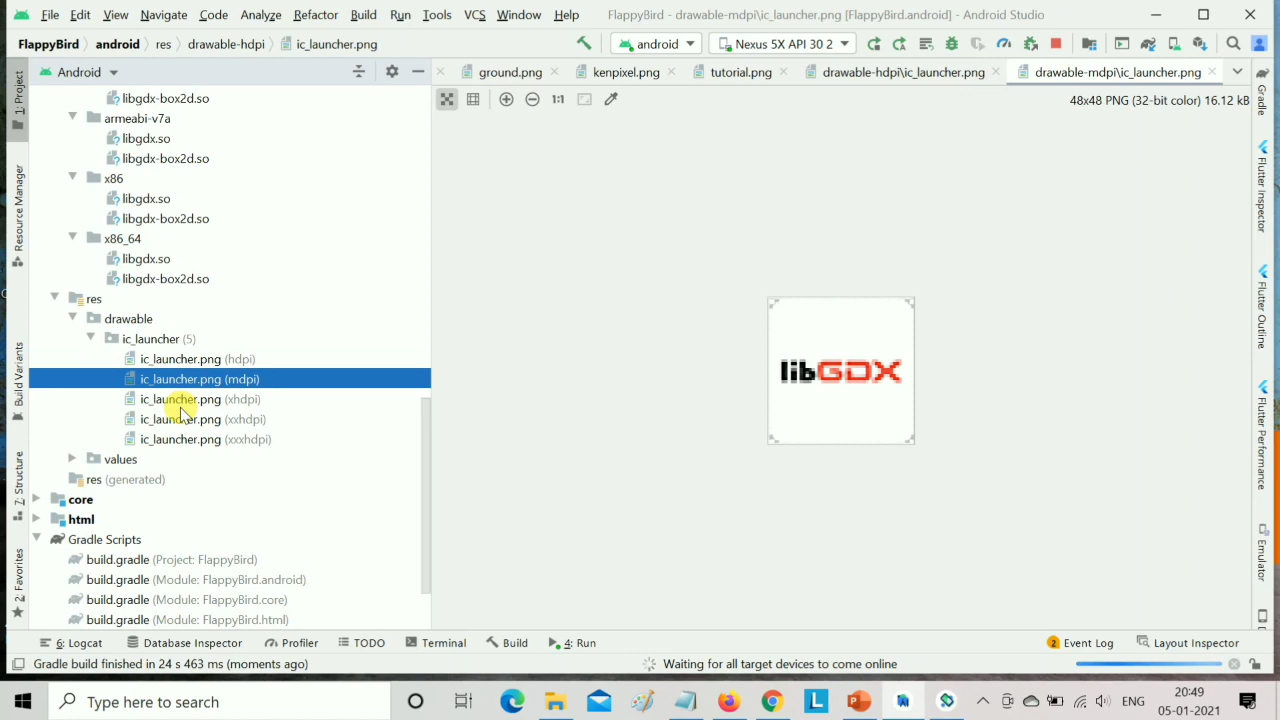 File Edit View Navigate Code Analyze Refactor Build Run Tools VCS Window Help FlappyBird - drawable-mdpi\ic_launcher.png [FlappyBird.android] - Android Studio
FlappyBird android res drawable-hdpi ic_launcher.png android Nexus 5X API 30 2
Android ground.png kenpixel.png tutorial.png drawable-hdpi\ic_launcher.png drawable-mdpi\ic_launcher.png
1:1 48x48 PNG (32-bit color) 16.12 kB
libgdx-box2d.so
armeabi-v7a
libgdx.so
libgdx-box2d.so
x86
libgdx.so
libgdx-box2d.so
x86_64
libgdx.so
libgdx-box2d.so
res
drawable
ic_launcher (5)
ic_launcher.png (hdpi)
ic_launcher.png (mdpi)
ic_launcher.png (xhdpi)
ic_launcher.png (xxhdpi)
ic_launcher.png (xxxhdpi)
values
res (generated)
core
html
Gradle Scripts
build.gradle (Project: FlappyBird)
build.gradle (Module: FlappyBird.android)
build.gradle (Module: FlappyBird.core)
build.gradle (Module: FlappyBird.html)
libGDX
1: Project
Resource Manager
Build Variants
7: Structure
2: Favorites
Gradle
Flutter Inspector
Flutter Outline
Flutter Performance
Emulator
6: Logcat Database Inspector Profiler TODO Terminal Build 4: Run 2 Event Log Layout Inspector
Gradle build finished in 24 s 463 ms (moments ago) Waiting for all target devices to come online
Type here to search L ENG 20:49
05-01-2021